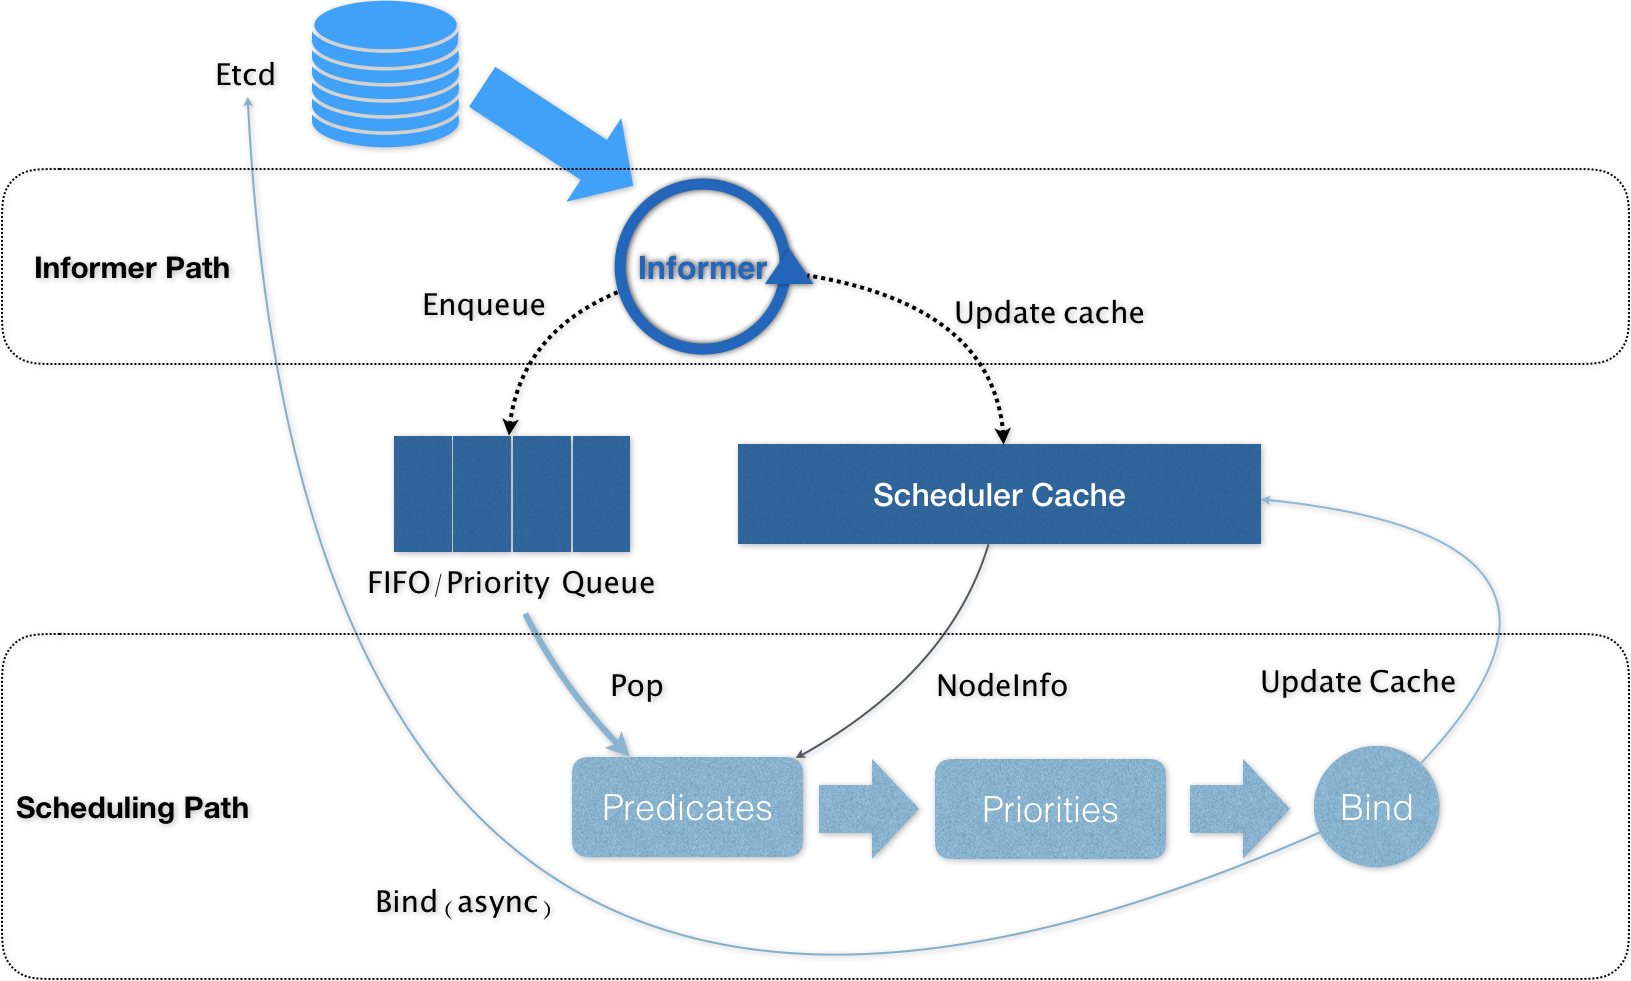 Etcd
Informer Path
Informer
Enqueue
Update cache
Scheduler Cache
FIFO/Priority Queue
Pop
NodeInfo
Update Cache
Scheduling Path
Predicates
Priorities
Bind
Bind(async)